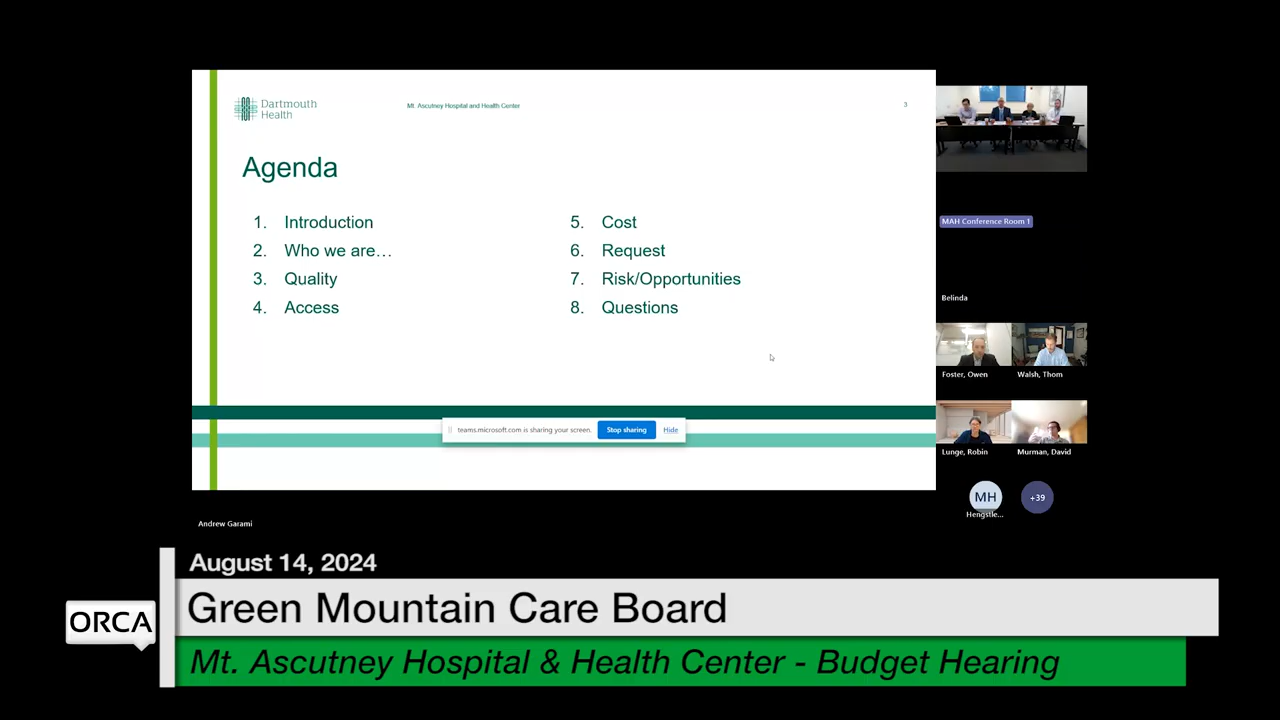 Dartmouth
Health
Mt. Ascutney Hospital and Health Center
3
Agenda
1. Introduction
2. Who we are…
3. Quality
4. Access
5. Cost
6. Request
7. Risk/Opportunities
8. Questions
teams.microsoft.com is sharing your screen.
Stop sharing
Hide
MAH Conference Room 1
Belinda
Foster, Owen
Walsh, Thom
Lunge, Robin
Murman, David
MH
+39
Hengstle...
Andrew Garami
August 14, 2024
ORCA
Green Mountain Care Board
Mt. Ascutney Hospital & Health Center - Budget Hearing